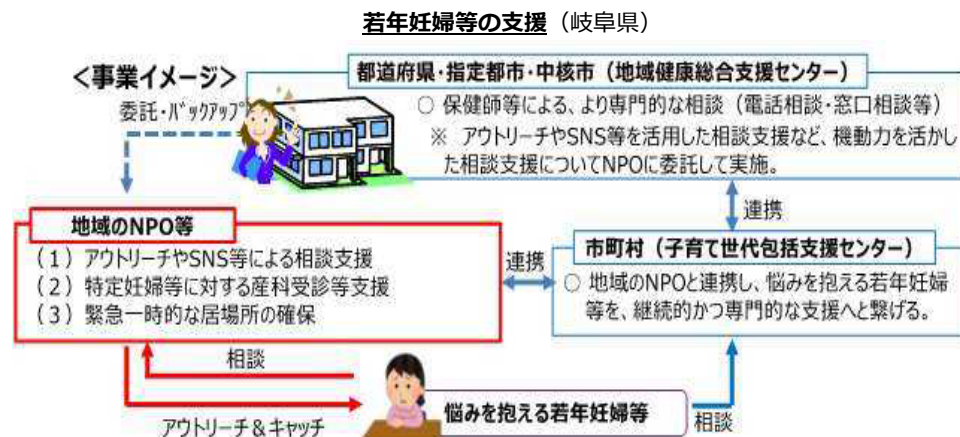 若年妊婦等の支援（岐阜県）
＜事業イメージ＞
委託・ﾊﾞｯｸｱｯﾌﾟ
都道府県・指定都市・中核市（地域健康総合支援センター）
○ 保健師等による、より専門的な相談（電話相談・窓口相談等）
※ アウトリーチやSNS等を活用した相談支援など、機動力を活かし
た相談支援についてNPOに委託して実施。
連携
地域のNPO等
（１）アウトリーチやSNS等による相談支援
（２）特定妊婦等に対する産科受診等支援
（３）緊急一時的な居場所の確保
連携
市町村（子育て世代包括支援センター）
○ 地域のNPOと連携し、悩みを抱える若年妊婦
等を、継続的かつ専門的な支援へと繋げる。
相談
アウトリーチ＆キャッチ
悩みを抱える若年妊婦等
相談